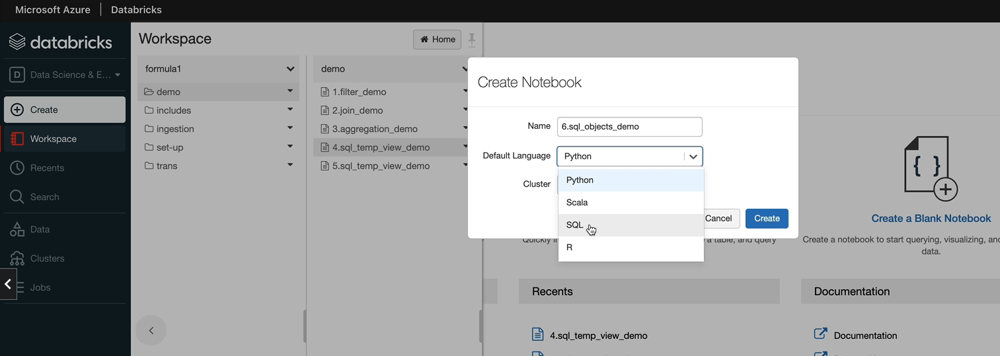 Microsoft Azure | Databricks
databricks
D Data Science & E...
Create
Workspace
Recents
Search
Data
Clusters
Jobs
Workspace
Home
formula1
demo
includes
ingestion
set-up
trans
demo
1.filter_demo
2.join_demo
3.aggregation_demo
4.sql_temp_view_demo
5.sql_temp_view_demo
Create Notebook
Name 6.sql_objects_demo
Default Language Python
Cluster
Python
Scala
SQL
R
Cancel Create
Quickly
a table, and query
{ }
Create a Blank Notebook
Create a notebook to start querying, visualizing, and
data.
Recents
4.sql_temp_view_demo
Documentation
Documentation